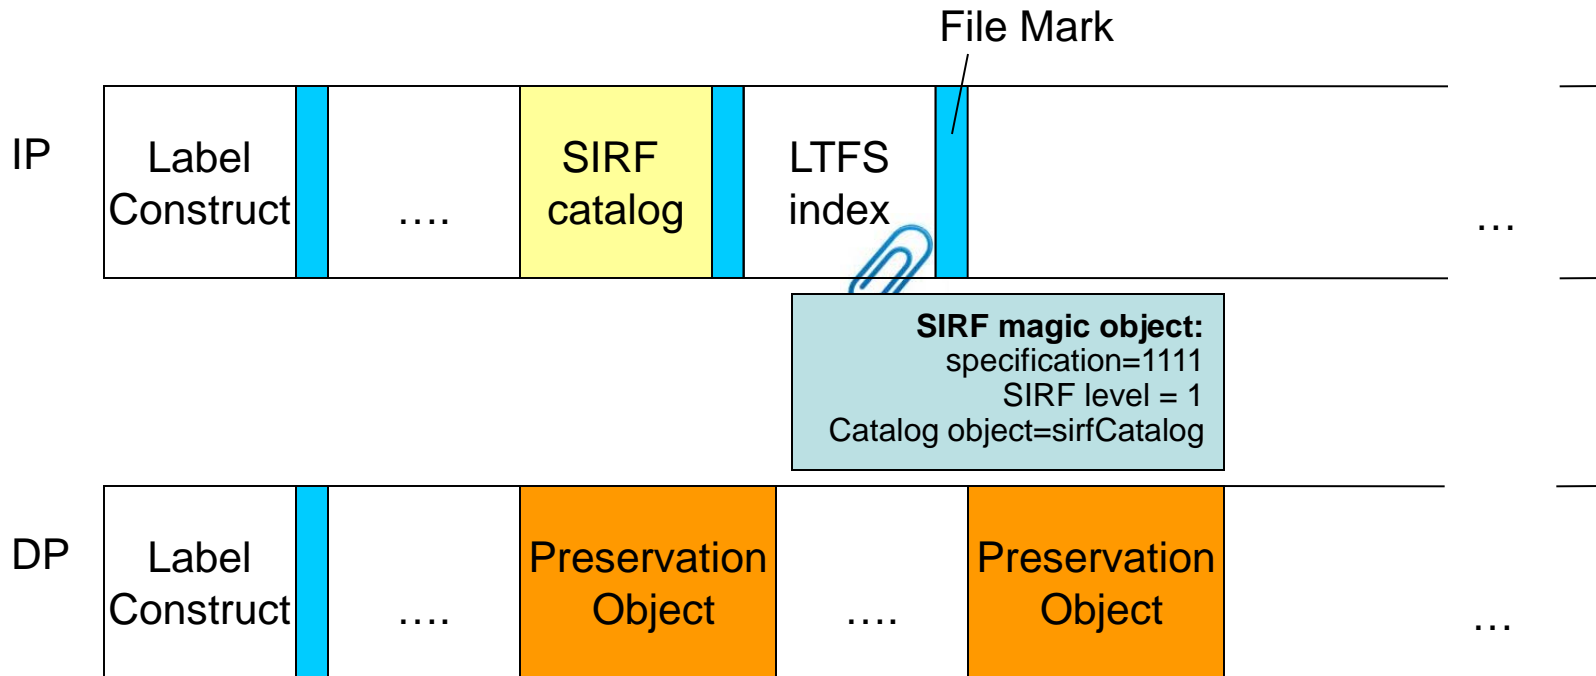 File Mark
IP
Label
Construct
....
SIRF
catalog
LTFS
index
...
SIRF magic object:
specification=1111
SIRF level = 1
Catalog object=sirfCatalog
DP
Label
Construct
....
Preservation
Object
....
Preservation
Object
...